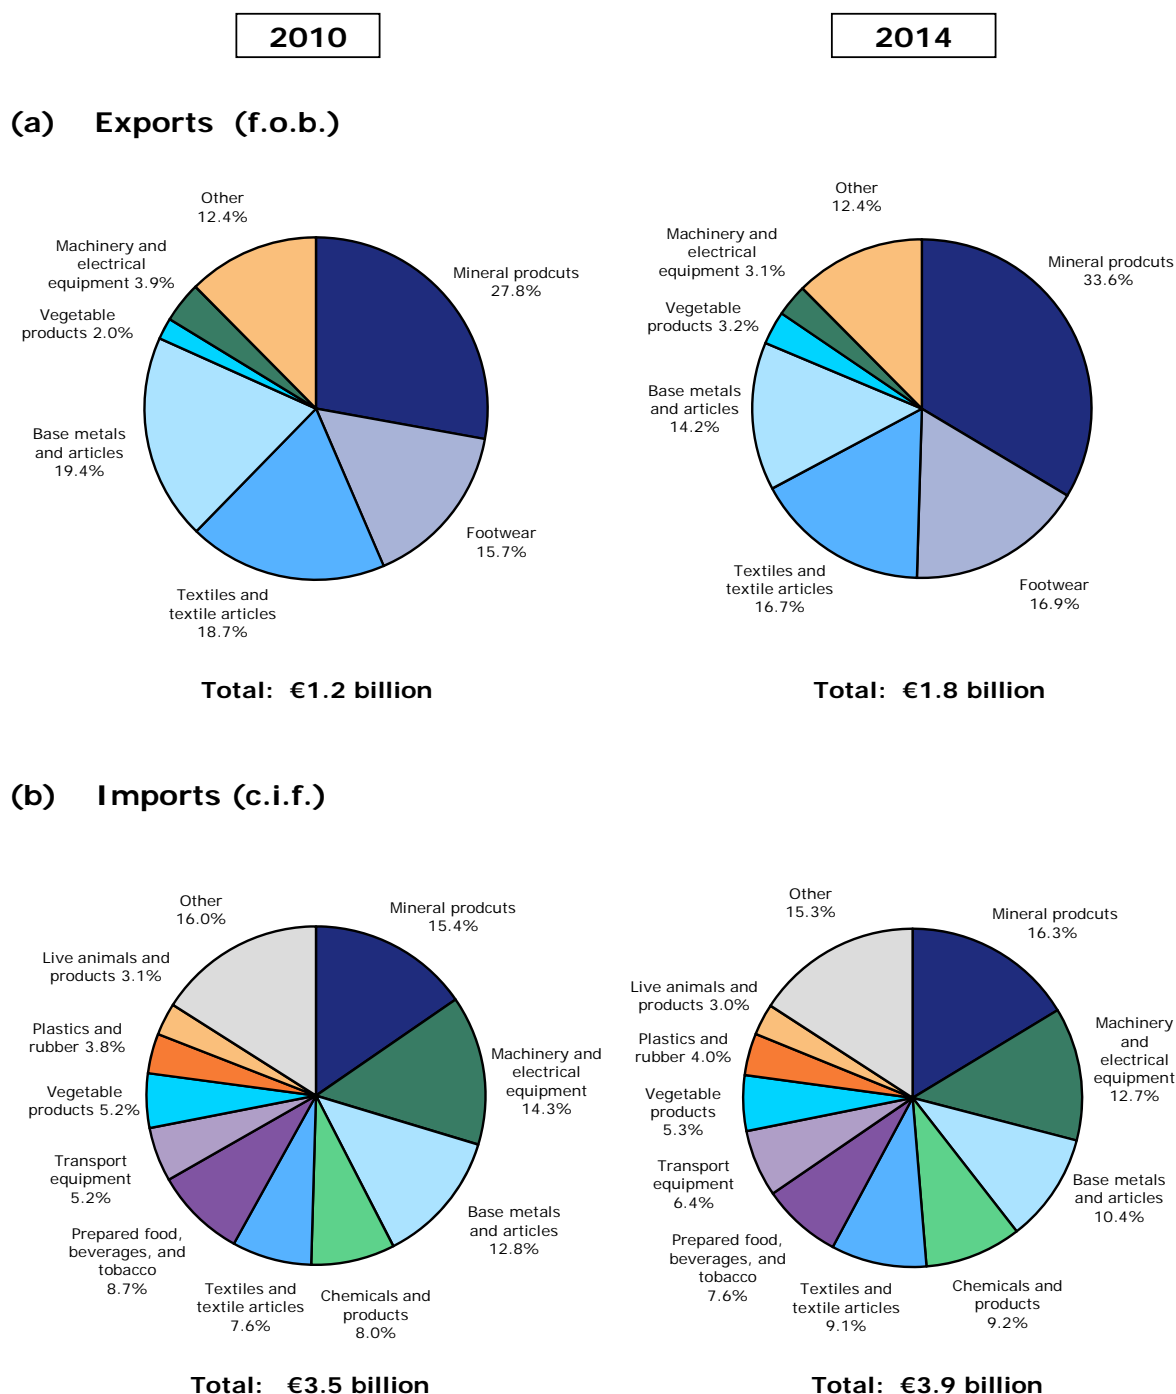 2010
2014
(a) Exports (f.o.b.)
Other
12.4%
Machinery and
electrical
equipment 3.9%
Vegetable
products 2.0%
Base metals
and articles
19.4%
Textiles and
textile articles
18.7%
Footwear
15.7%
Mineral prodcuts
27.8%
Total: €1.2 billion
Other
12.4%
Machinery and
electrical
equipment 3.1%
Vegetable
products 3.2%
Base metals
and articles
14.2%
Textiles and
textile articles
16.7%
Footwear
16.9%
Mineral prodcuts
33.6%
Total: €1.8 billion
(b) Imports (c.i.f.)
Other
16.0%
Live animals and
products 3.1%
Plastics and
rubber 3.8%
Vegetable
products 5.2%
Transport
equipment
5.2%
Prepared food,
beverages, and
tobacco
8.7%
Textiles and
textile articles
7.6%
Chemicals and
products
8.0%
Base metals
and articles
12.8%
Machinery and
electrical
equipment
14.3%
Mineral prodcuts
15.4%
Total: €3.5 billion
Other
15.3%
Live animals and
products 3.0%
Plastics and
rubber 4.0%
Vegetable
products
5.3%
Transport
equipment
6.4%
Prepared food,
beverages, and
tobacco
7.6%
Textiles and
textile articles
9.1%
Chemicals and
products
9.2%
Base metals
and articles
10.4%
Machinery
and
electrical
equipment
12.7%
Mineral prodcuts
16.3%
Total: €3.9 billion